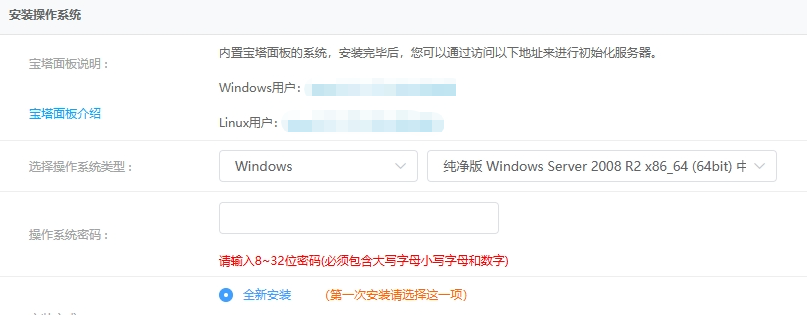 安装操作系统
宝塔面板说明：
内置宝塔面板的系统，安装完毕后，您可以通过访问以下地址来进行初始化服务器。
Windows用户：
宝塔面板介绍
Linux用户：
选择操作系统类型： Windows 纯净版 Windows Server 2008 R2 x86_64 (64bit) 中
操作系统密码：
请输入8~32位密码(必须包含大写字母小写字母和数字)
全新安装 （第一次安装请选择这一项）